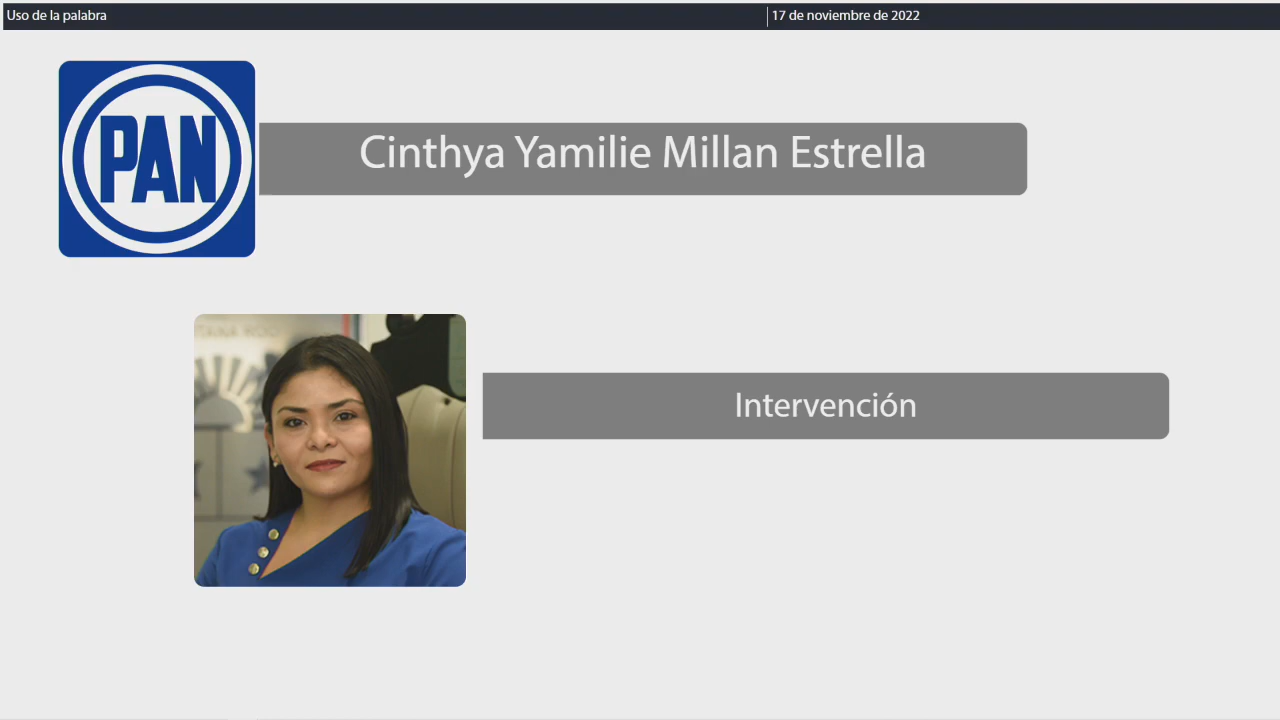 Uso de la palabra
17 de noviembre de 2022
PAN
Cinthya Yamilie Millan Estrella
Intervención